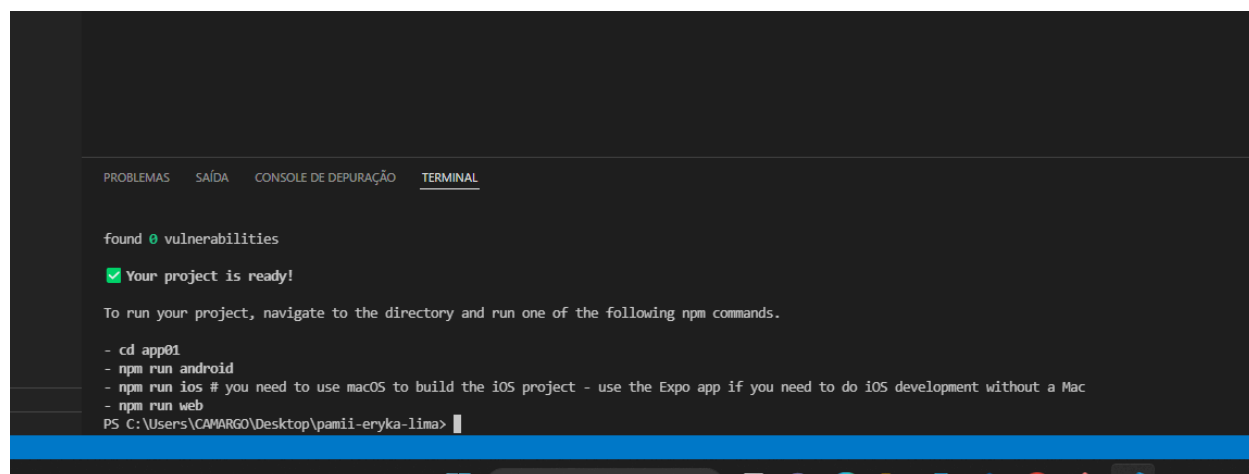 PROBLEMAS SAÍDA CONSOLE DE DEPURAÇÃO TERMINAL
found 0 vulnerabilities
✅ Your project is ready!
To run your project, navigate to the directory and run one of the following npm commands.
- cd app01
- npm run android
- npm run ios # you need to use macOS to build the iOS project - use the Expo app if you need to do iOS development without a Mac
- npm run web
PS C:\Users\CAMARGO\Desktop\pamii-eryka-lima>